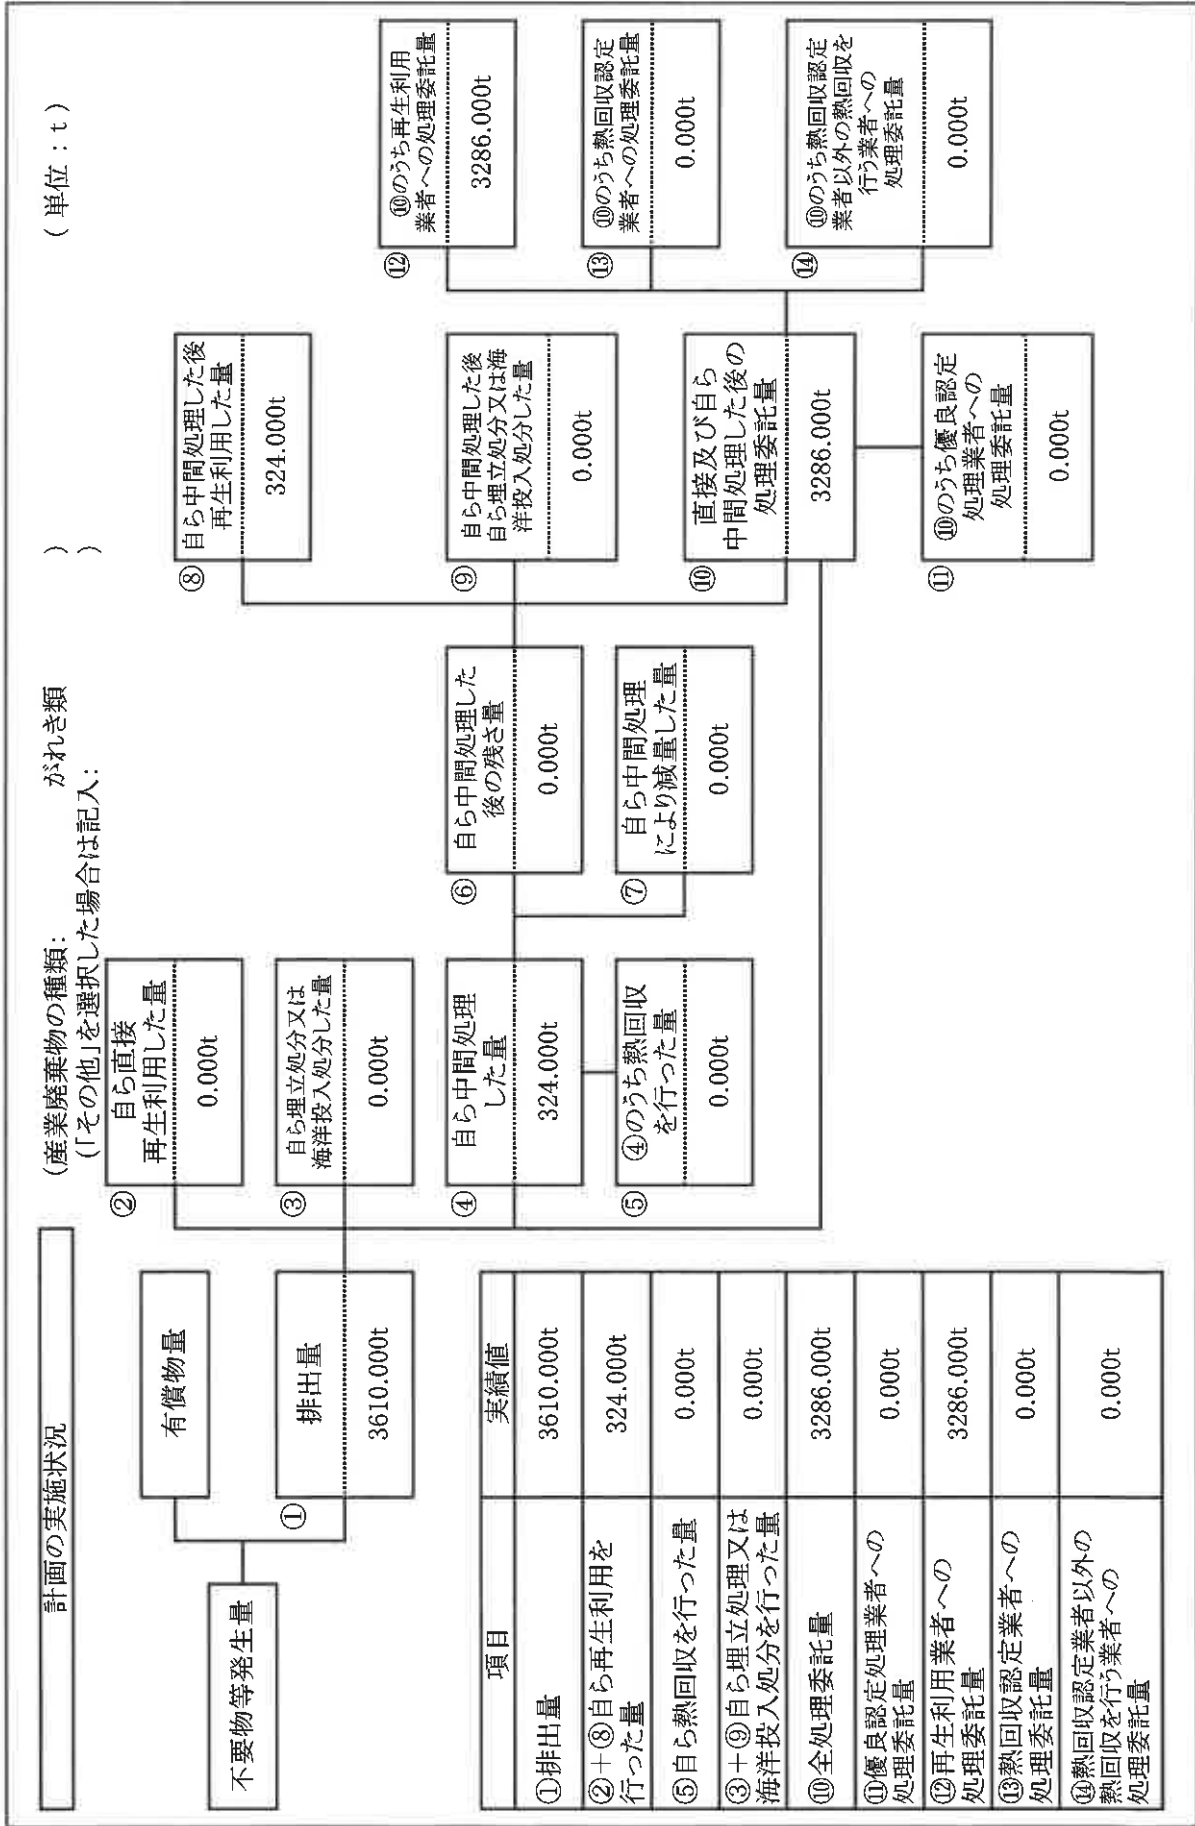 計画の実施状況
(産業廃棄物の種類: がれき類 )
(「その他」を選択した場合は記入: )
(単位:t)
不要物等発生量
有償物量
①
排出量
3610.000t
②
自ら直接
再生利用した量
0.000t
③
自ら埋立処分又は
海洋投入処分した量
0.000t
④
自ら中間処理
した量
324.000t
⑤
④のうち熱回収
を行った量
0.000t
⑥
自ら中間処理した
後の残さ量
0.000t
⑦
自ら中間処理
により減量した量
0.000t
⑧
自ら中間処理した後
再生利用した量
324.000t
⑨
自ら中間処理した後
自ら埋立処分又は海
洋投入処分した量
0.000t
⑩
直接及び自ら
中間処理した後の
処理委託量
3286.000t
⑪
⑩のうち優良認定
処理業者への
処理委託量
0.000t
⑫
⑩のうち再生利用
業者への処理委託量
3286.000t
⑬
⑩のうち熱回収認定
業者への処理委託量
0.000t
⑭
⑩のうち熱回収認定
業者以外の熱回収を
行う業者への
処理委託量
0.000t
項目 実績値
①排出量 3610.000t
②+⑧自ら再生利用を
行った量 324.000t
⑤自ら熱回収を行った量 0.000t
③+⑨自ら埋立処理又は
海洋投入処分を行った量 0.000t
⑩全処理委託量 3286.000t
⑪優良認定処理業者への
処理委託量 0.000t
⑫再生利用業者への
処理委託量 3286.000t
⑬熱回収認定業者への
処理委託量 0.000t
⑭熱回収認定業者以外の
熱回収を行う業者への
処理委託量 0.000t